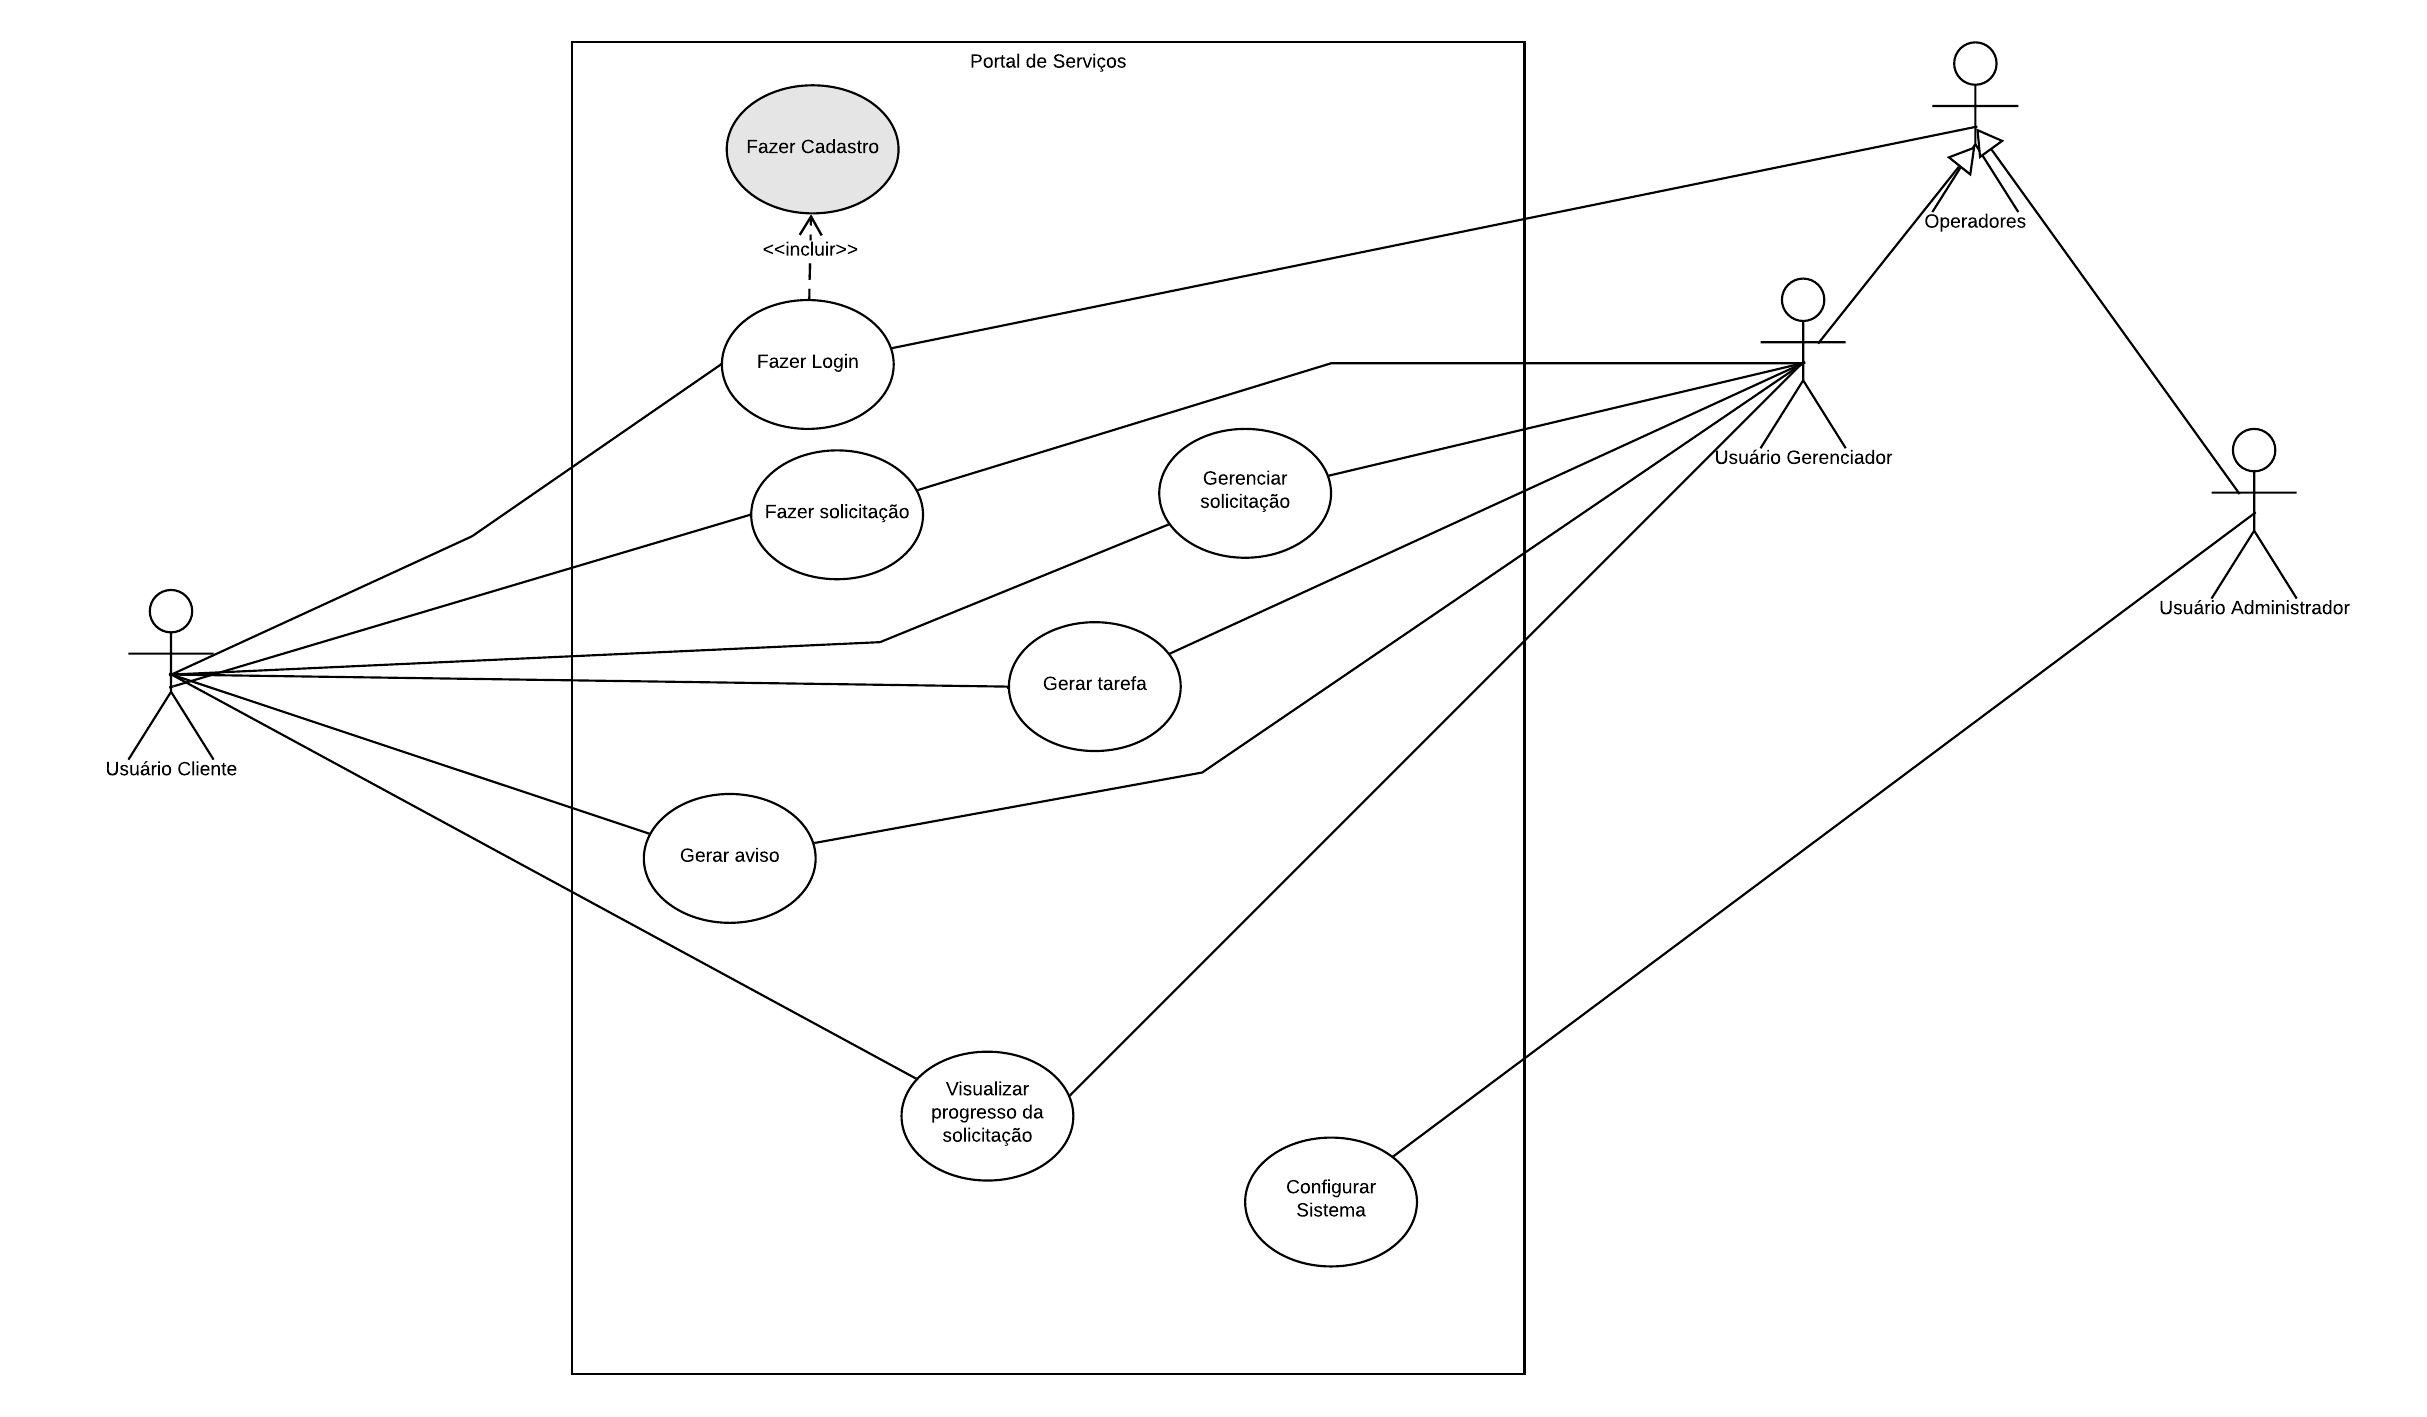 Portal de Serviços
Fazer Cadastro
<<incluir>>
Operadores
Fazer Login
Usuário Gerenciador
Gerenciar
solicitação
Fazer solicitação
Usuário Administrador
Gerar tarefa
Usuário Cliente
Gerar aviso
Visualizar
progresso da
solicitação
Configurar
Sistema